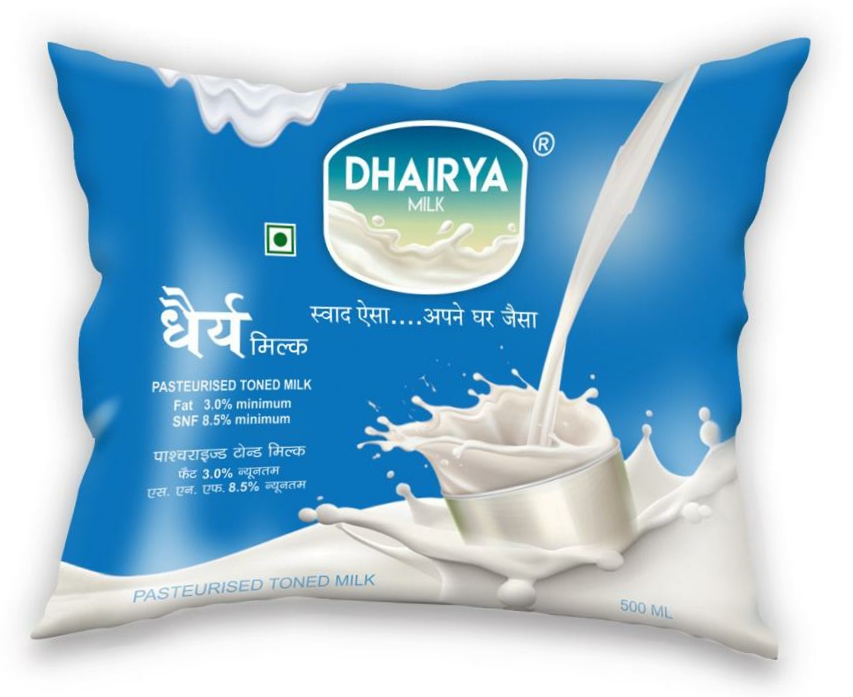 DHAIRYA
MILK
®
स्वाद ऐसा....अपने घर जैसा
धैर्य मिल्क
PASTEURISED TONED MILK
Fat 3.0% minimum
SNF 8.5% minimum
पाश्चराइज्ड टोन्ड मिल्क
फैट 3.0% न्यूनतम
एस. एन. एफ. 8.5% न्यूनतम
PASTEURISED TONED MILK
500 ML